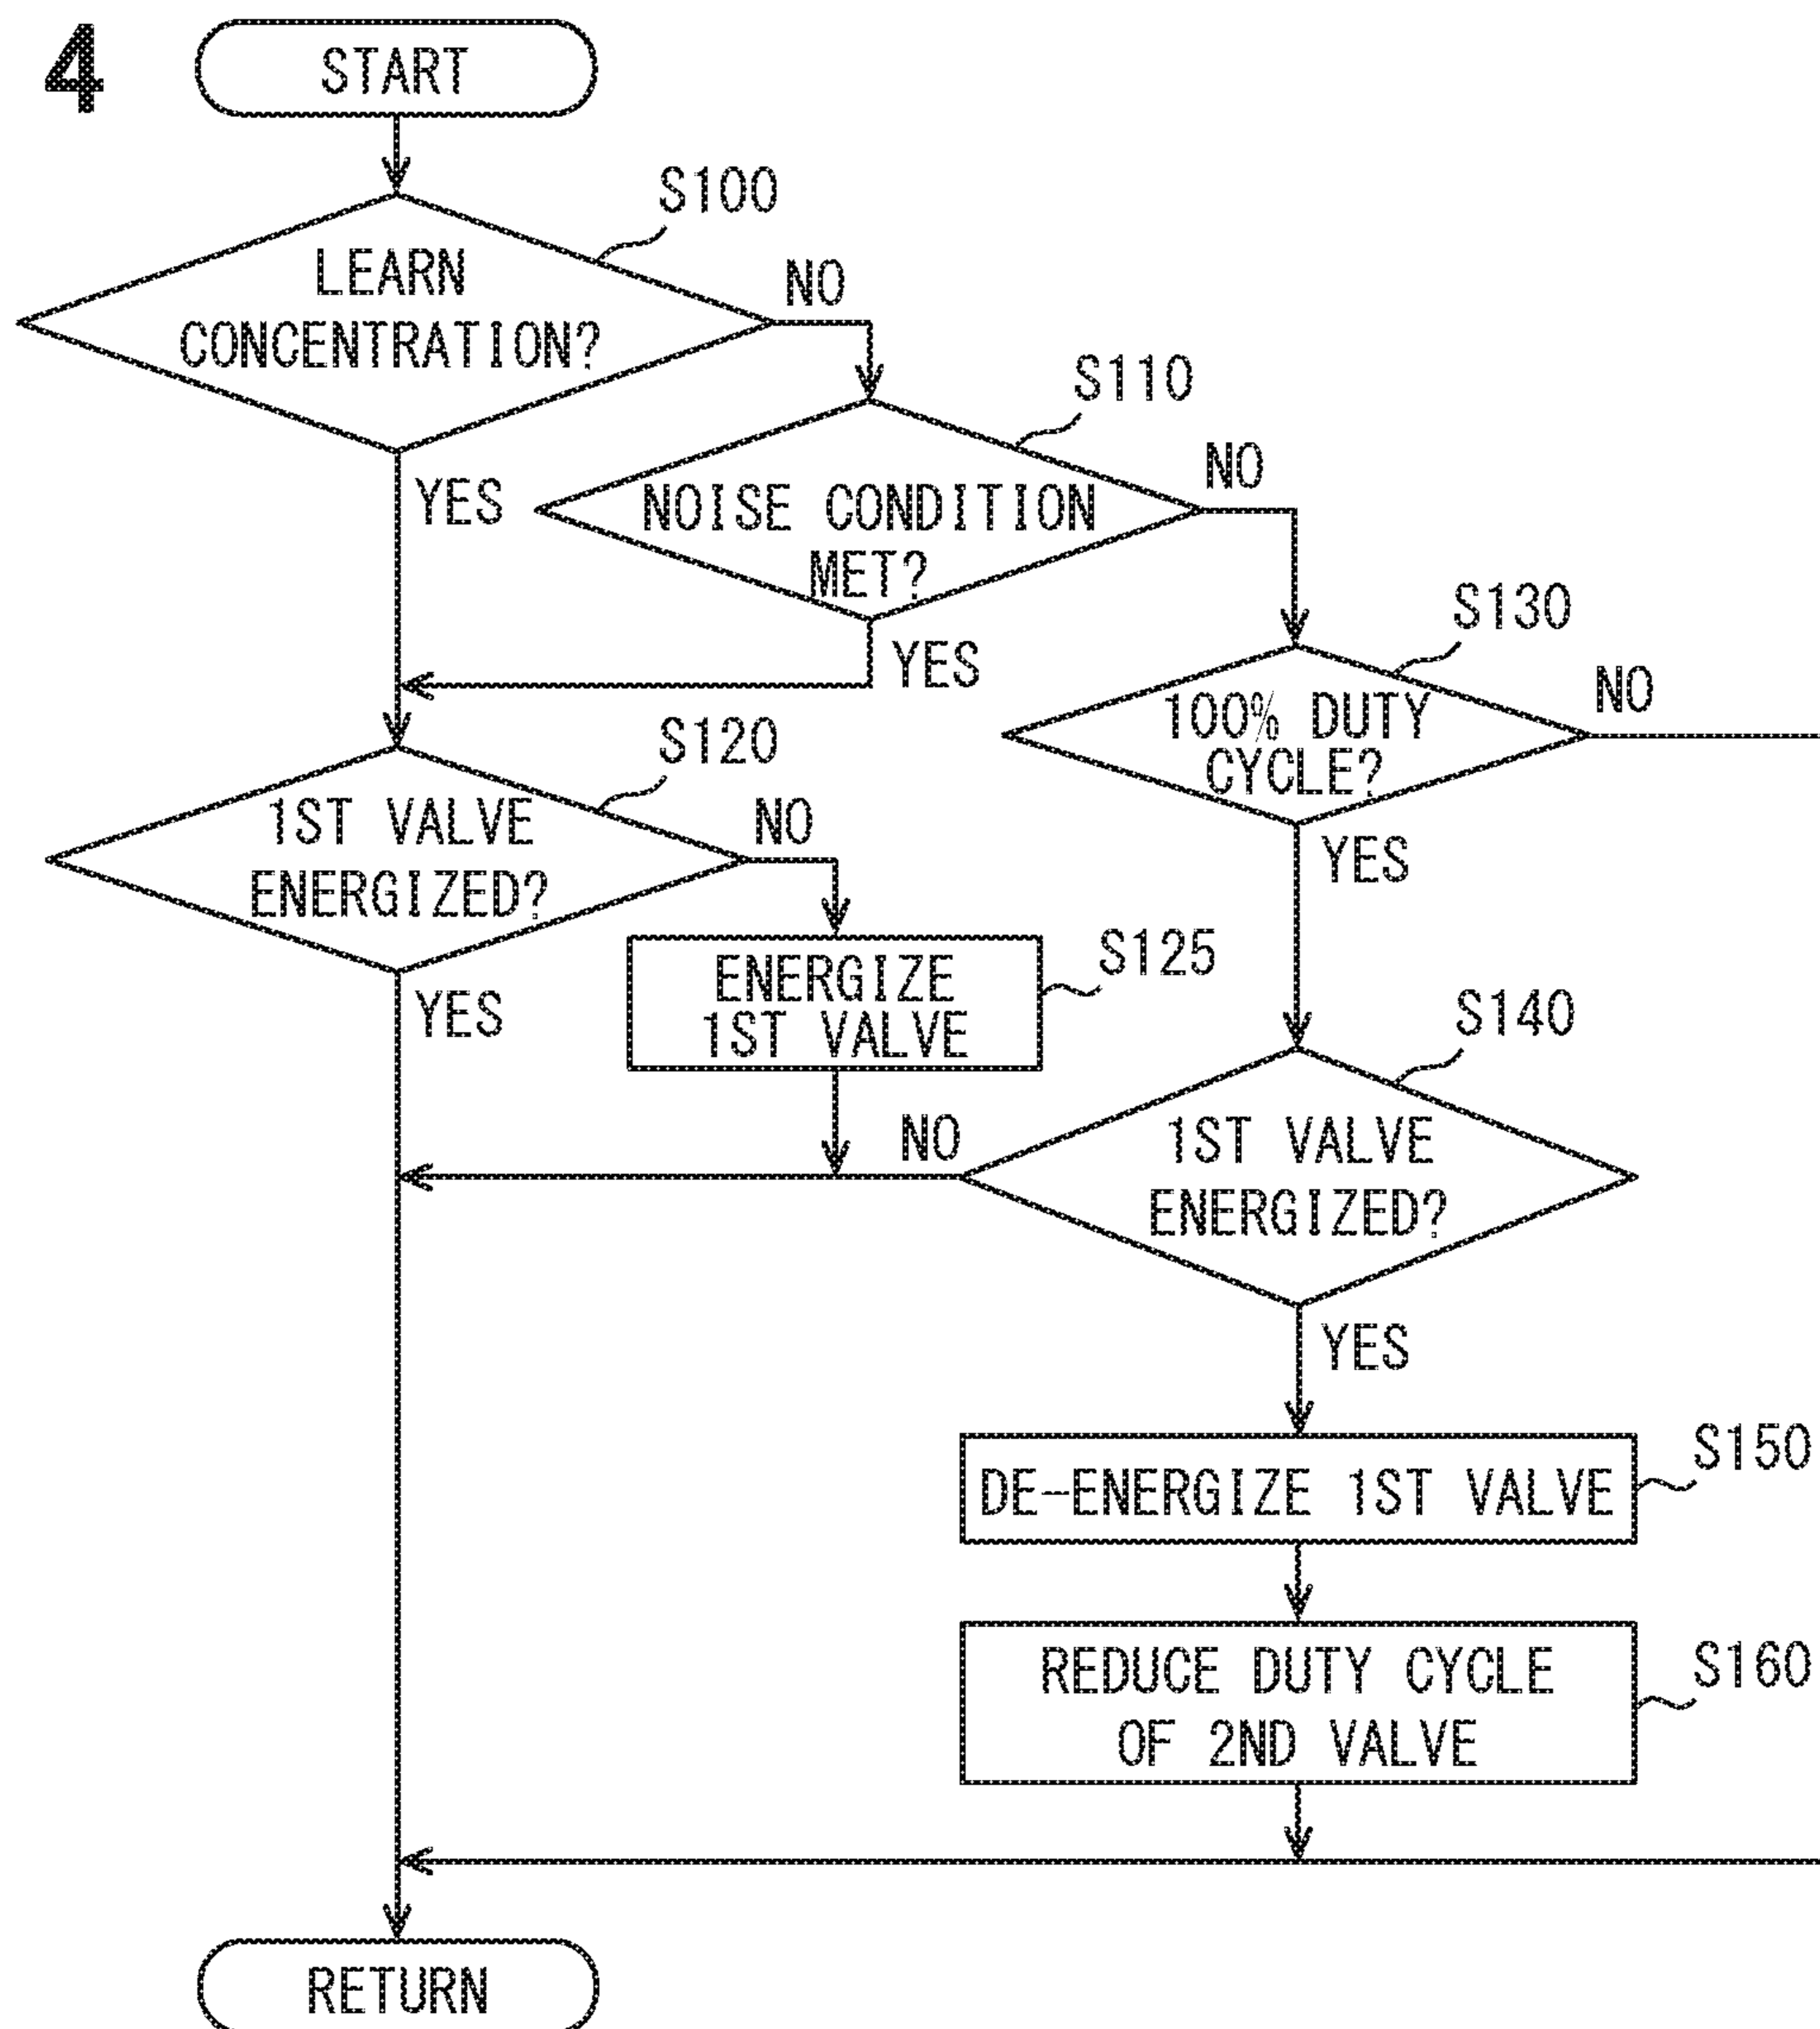 4
START
S100
LEARN
CONCENTRATION?
NO
S110
YES
NOISE CONDITION
MET?
NO
YES
S130
100% DUTY
CYCLE?
NO
S120
1ST VALVE
ENERGIZED?
NO
YES
ENERGIZE
1ST VALVE
S125
YES
S140
NO
1ST VALVE
ENERGIZED?
YES
DE-ENERGIZE 1ST VALVE
S150
REDUCE DUTY CYCLE
OF 2ND VALVE
S160
RETURN